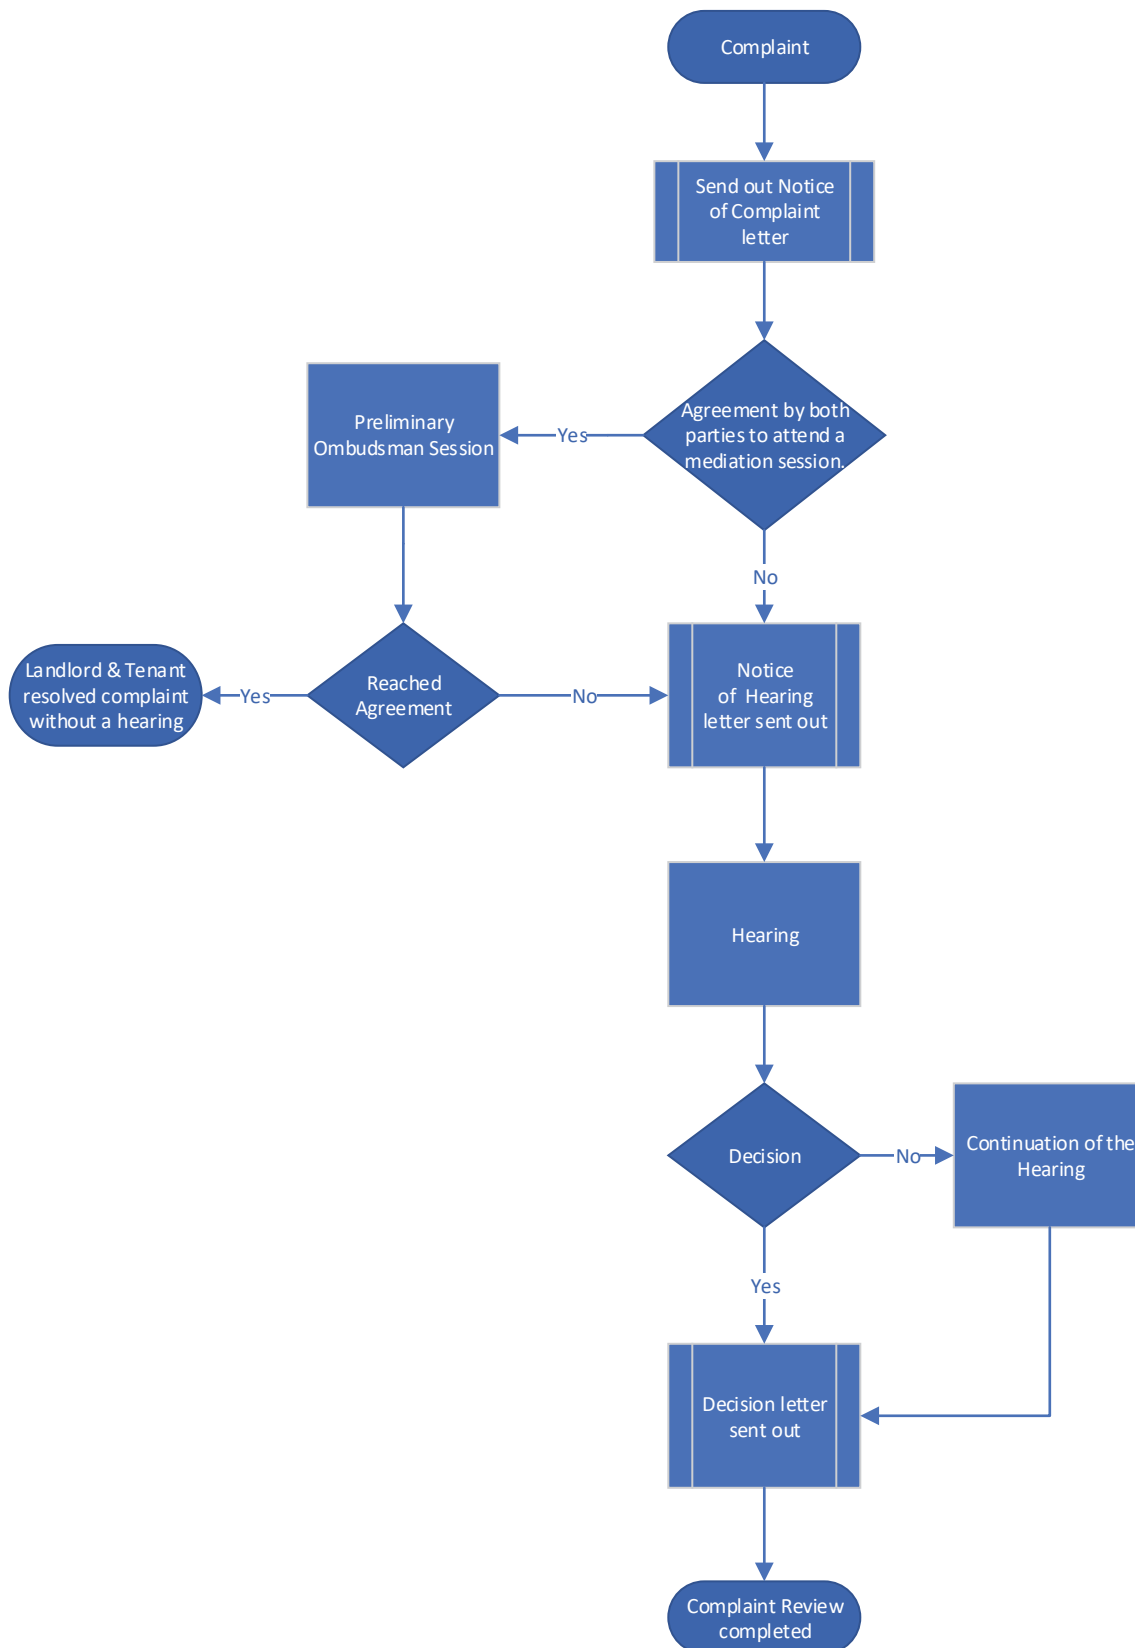 Complaint
Send out Notice
of Complaint
letter
Agreement by both
parties to attend a
mediation session.
Yes
Preliminary
Ombudsman Session
No
Landlord & Tenant
resolved complaint
without a hearing
Yes
Reached
Agreement
No
Notice
of Hearing
letter sent out
Hearing
Decision
No
Continuation of the
Hearing
Yes
Decision letter
sent out
Complaint Review
completed